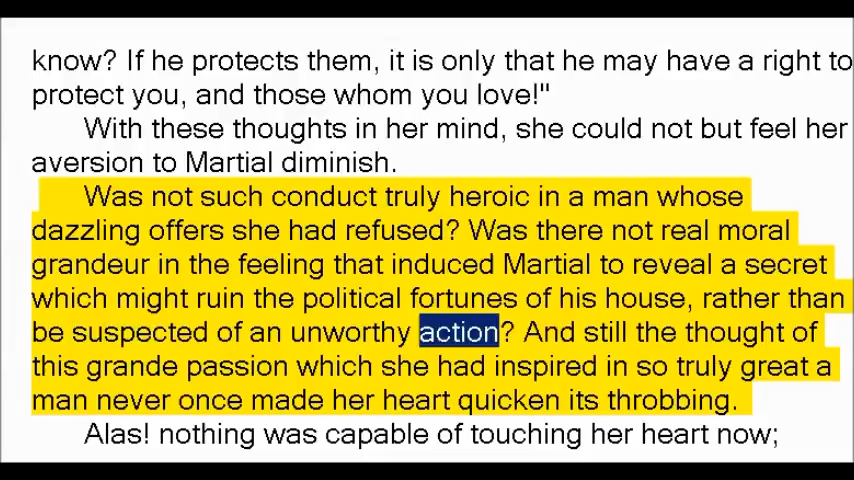 know? If he protects them, it is only that he may have a right to
protect you, and those whom you love!"
With these thoughts in her mind, she could not but feel her
aversion to Martial diminish.
Was not such conduct truly heroic in a man whose
dazzling offers she had refused? Was there not real moral
grandeur in the feeling that induced Martial to reveal a secret
which might ruin the political fortunes of his house, rather than
be suspected of an unworthy action? And still the thought of
this grande passion which she had inspired in so truly great a
man never once made her heart quicken its throbbing.
Alas! nothing was capable of touching her heart now;